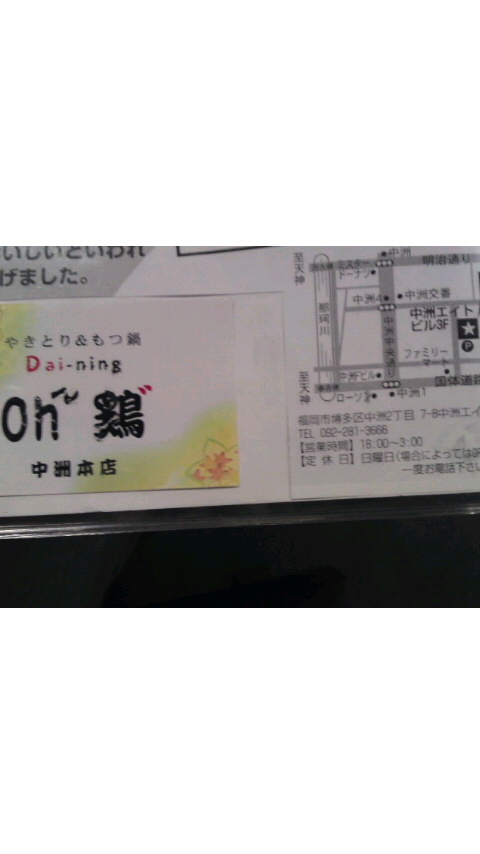 いしいといわれ
げました。
やきとり&もつ鍋
Dai-ning
Oh 鶏
中洲本店
至天神
中洲
明治通り
ミスタードーナツ
那珂川
中洲4
中洲交番
中洲中央通り
中洲エイト
ビル3F
P
ファミリーマート
中洲Fビル
至天神
ローソン
中洲1
国体道路
福岡市博多区中洲2丁目 7-8中洲エイ
TEL 092-281-3666
【営業時間】18:00~3:00
【定 休 日】日曜日(場合によっては
一度お電話下さい